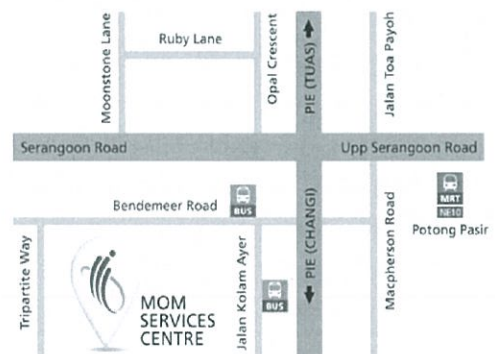 Moonstone Lane
Ruby Lane
Opal Crescent
PIE (TUAS)
Jalan Toa Payoh
Serangoon Road
Upp Serangoon Road
Bendemeer Road
BUS
PIE (CHANGI)
Macpherson Road
MRT
NE10
Potong Pasir
Tripartite Way
MOM
SERVICES
CENTRE
Jalan Kolam Ayer
BUS